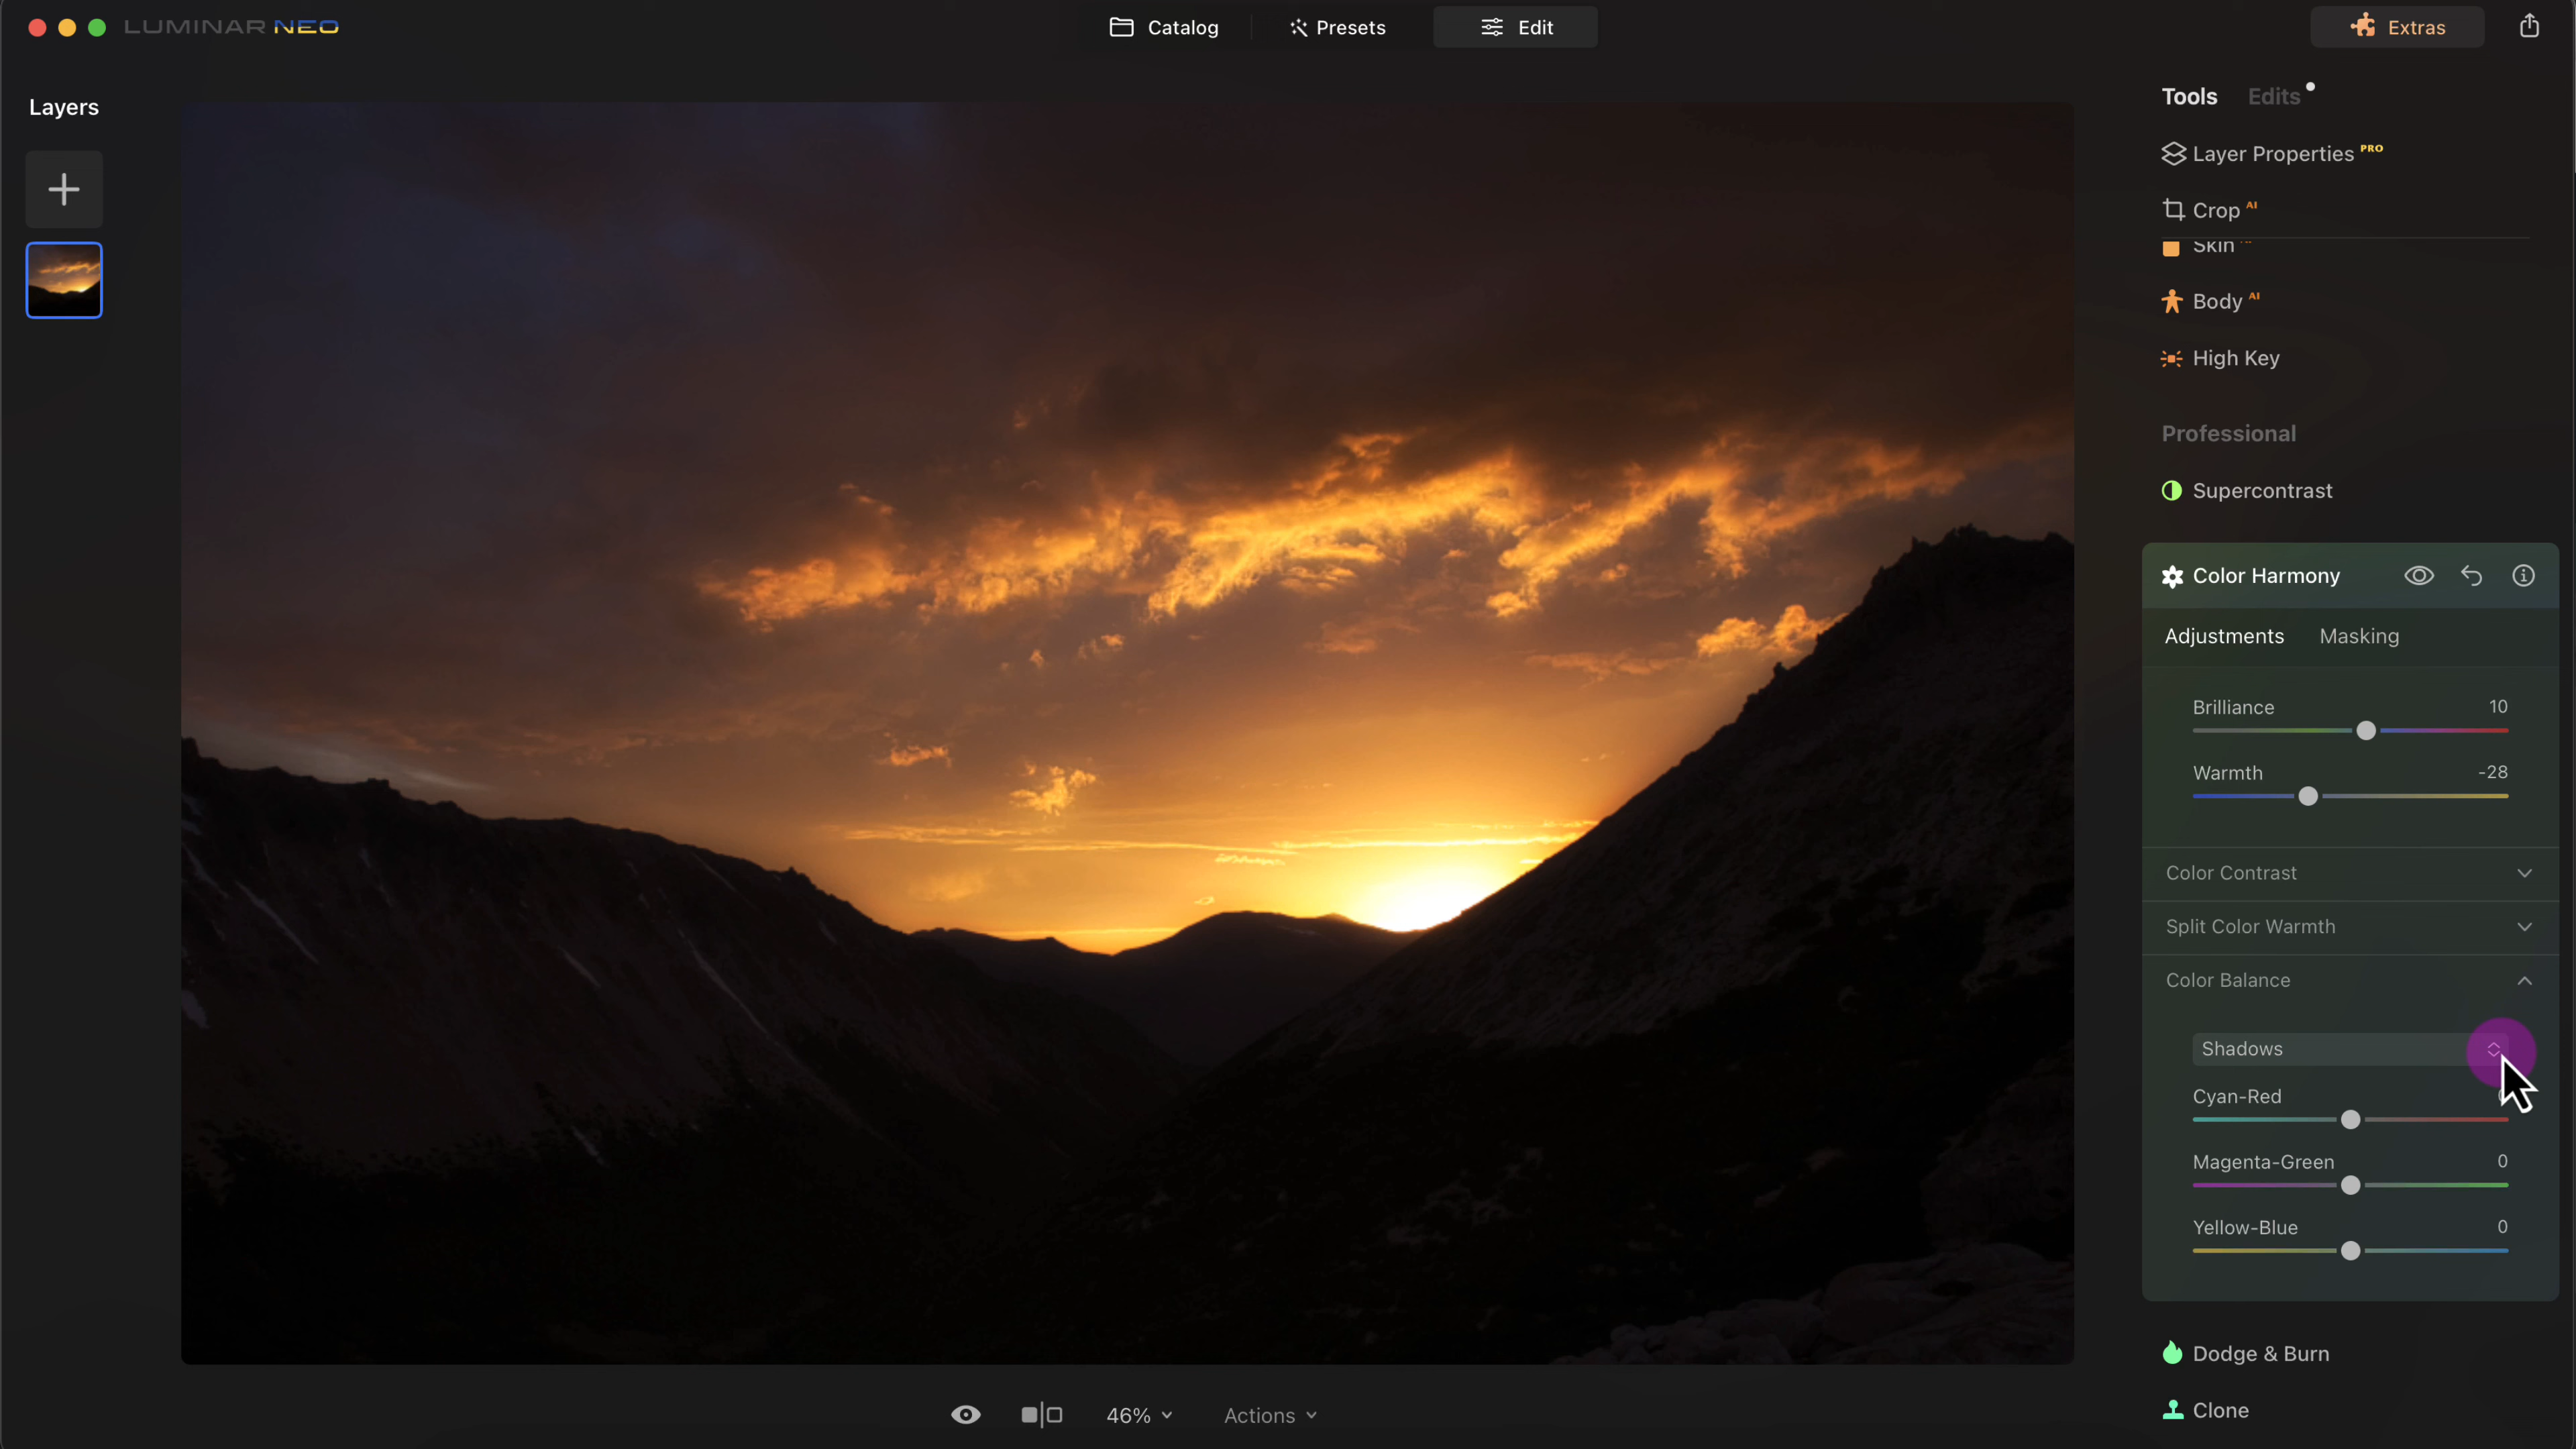 LUMINAR NEO
Catalog
Presets
Edit
Extras
Layers
Tools
Edits
Layer Properties PRO
Crop AI
Skin AI
Body AI
High Key
Professional
Supercontrast
Color Harmony
Adjustments
Masking
Brilliance
10
Warmth
-28
Color Contrast
Split Color Warmth
Color Balance
Shadows
Cyan-Red
Magenta-Green
0
Yellow-Blue
0
Dodge & Burn
Clone
46%
Actions